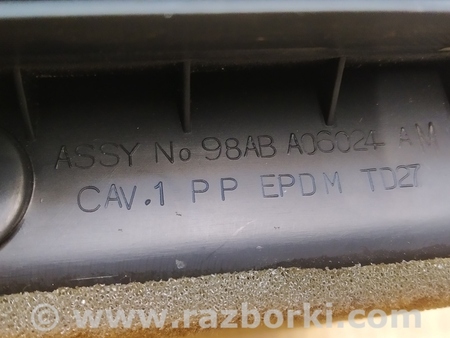 ASSY No 98AB A06024 AM
CAV.1 PP EPDM TD27
© - www.razborki.com